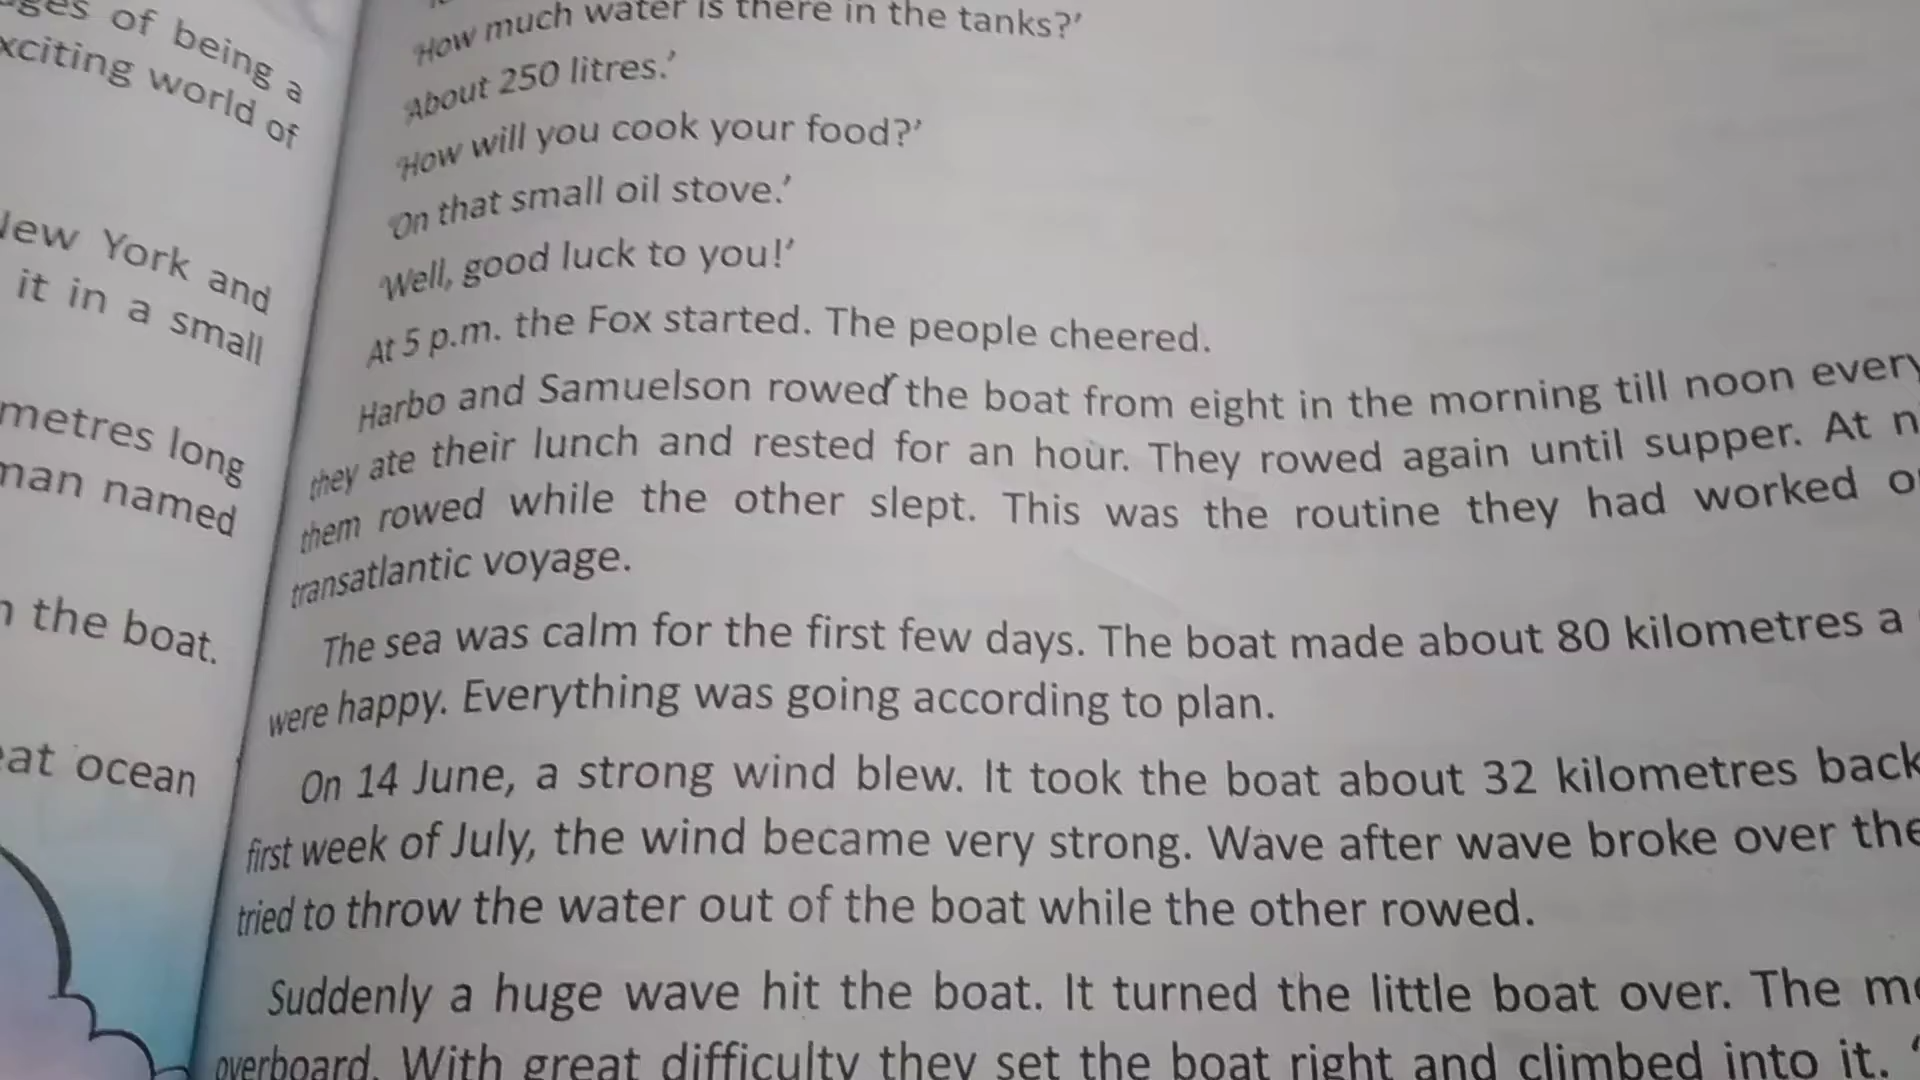 of being a
world of
York and
it in a small
metres long
named
the boat.
ocean
'How much water is there in the tanks?'
'About 250 litres.'
'How will you cook your food?'
'On that small oil stove.'
'Well, good luck to you!'
At 5 p.m. the Fox started. The people cheered.
Harbo and Samuelson rowed the boat from eight in the morning till noon every
they ate their lunch and rested for an hour. They rowed again until supper. At
them rowed while the other slept. This was the routine they had worked
transatlantic voyage.
The sea was calm for the first few days. The boat made about 80 kilometres a
were happy. Everything was going according to plan.
On 14 June, a strong wind blew. It took the boat about 32 kilometres back
first week of July, the wind became very strong. Wave after wave broke over the
tried to throw the water out of the boat while the other rowed.
Suddenly a huge wave hit the boat. It turned the little boat over. The
overboard. With great difficulty they set the boat right and climbed into it.